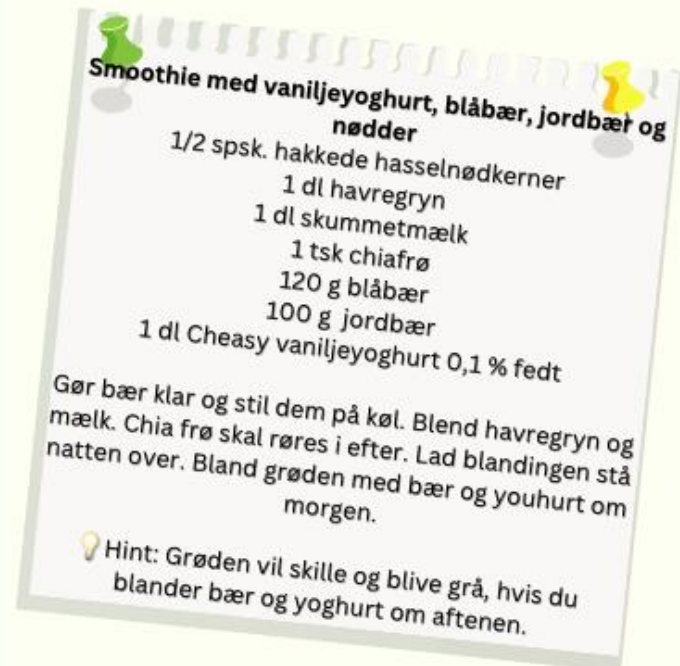 Smoothie med vaniljeyoghurt, blåbær, jordbær og
nødder
1/2 spsk. hakkede hasselnødkerner
1 dl havregryn
1 dl skummetmælk
1 tsk chiafrø
120 g blåbær
100 g jordbær
1 dl Cheasy vaniljeyoghurt 0,1 % fedt
Gør bær klar og stil dem på køl. Blend havregryn og
mælk. Chia frø skal røres i efter. Lad blandingen stå
natten over. Bland grøden med bær og youhurt om
morgen.
💡Hint: Grøden vil skille og blive grå, hvis du
blander bær og yoghurt om aftenen.